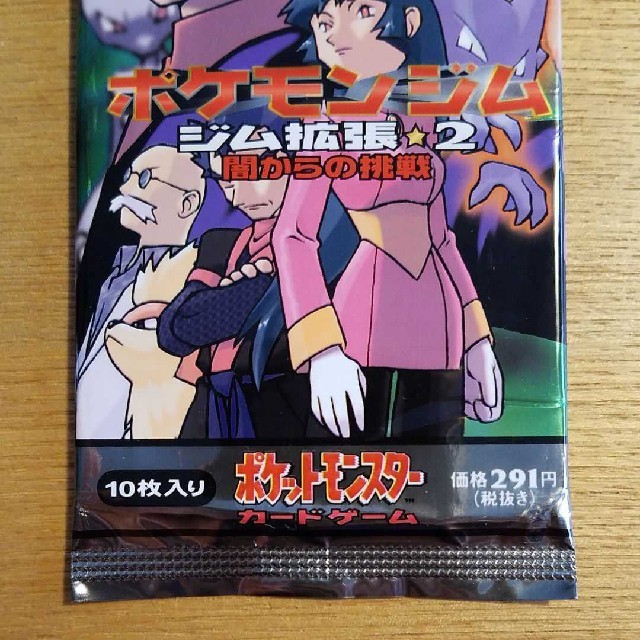 ポケモンジム
ジム拡張★2
闇からの挑戦
10枚入り
ポケットモンスター
カードゲーム
価格291円
(税抜き)